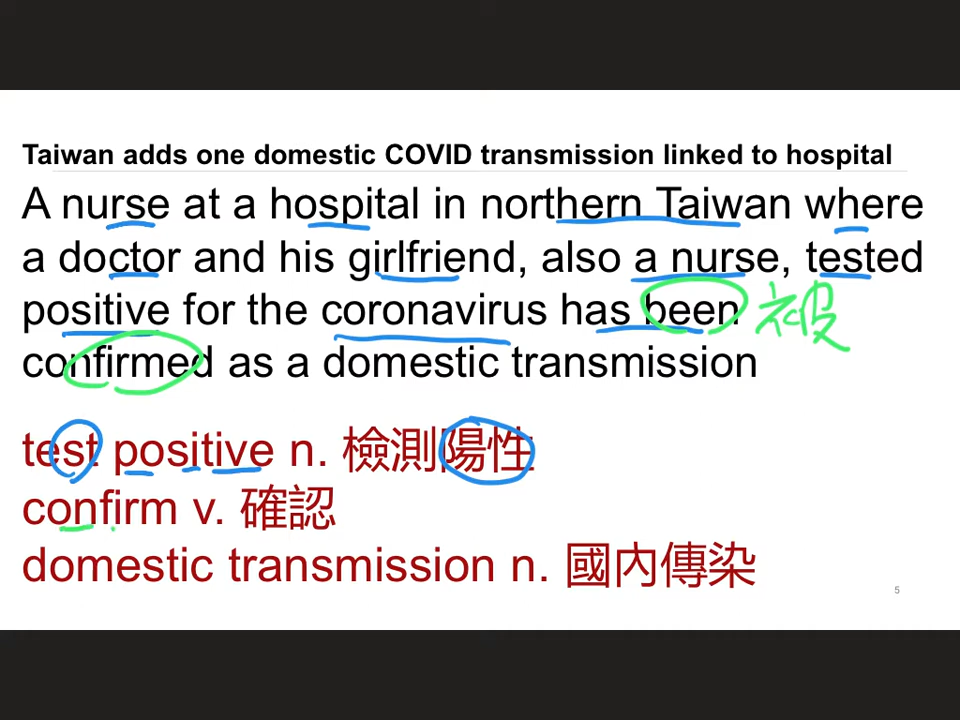 Taiwan adds one domestic COVID transmission linked to hospital
A nurse at a hospital in northern Taiwan where
a doctor and his girlfriend, also a nurse, tested
positive for the coronavirus has been 被
confirmed as a domestic transmission
test positive n. 檢測陽性
confirm v. 確認
domestic transmission n. 國內傳染
5